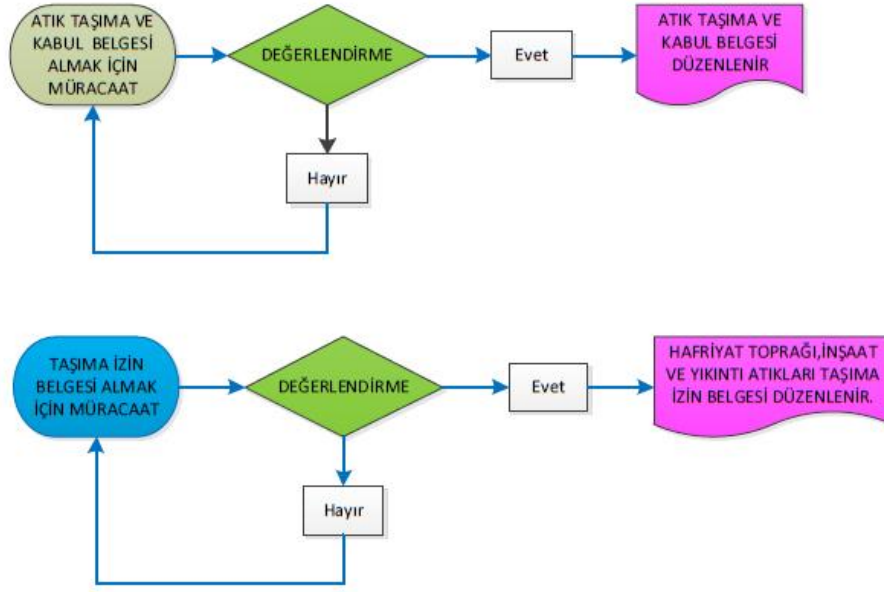 ATIK TAŞIMA VE
KABUL BELGESİ
ALMAK İÇİN
MÜRACAAT
DEĞERLENDİRME
Evet
ATIK TAŞIMA VE
KABUL BELGESİ
DÜZENLENİR
Hayır
TAŞIMA İZİN
BELGESİ ALMAK
İÇİN MÜRACAAT
DEĞERLENDİRME
Evet
HAFRİYAT TOPRAĞI,İNŞAAT
VE YIKINTI ATIKLARI TAŞIMA
İZİN BELGESİ DÜZENLENİR.
Hayır